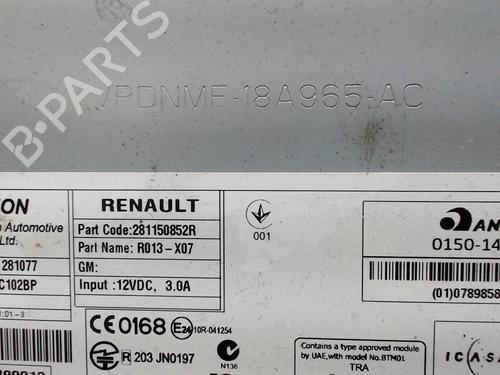 VPDNMF-18A965-AC
B-PARTS
RENAULT
Part Code:281150852R
Part Name: R013-X07
GM:
Input :12VDC, 3.0A
Automotive
Ltd.
281077
C102BP
001
AN
0150-14
(01)0789858
CE0168 E24 10R-041254
R 203 JN0197
N136
Contains a type approved module
by UAE, with model No.BTM01
TRA
ICAS